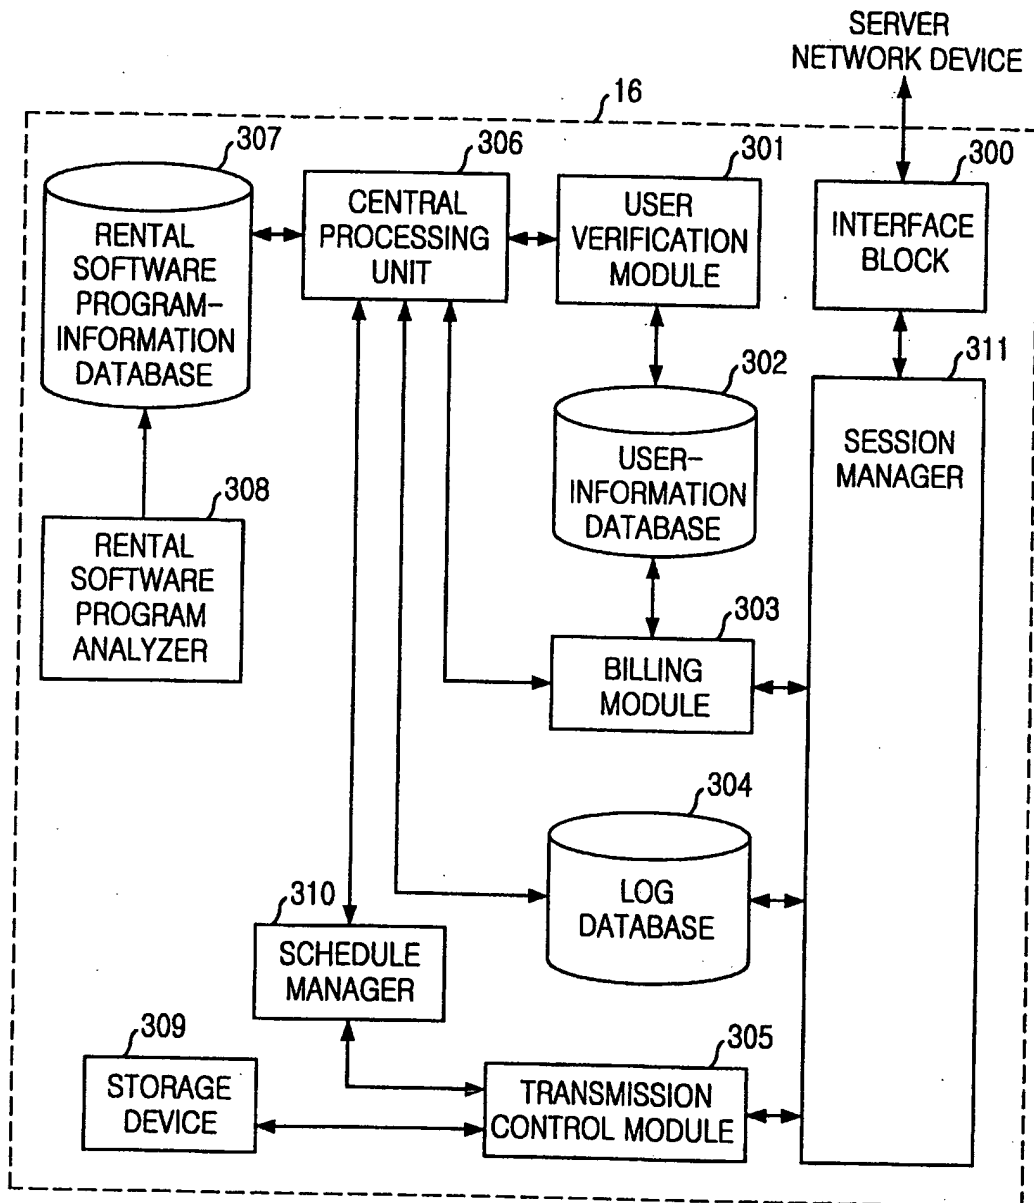 SERVER
NETWORK DEVICE
16
307
RENTAL
SOFTWARE
PROGRAM-
INFORMATION
DATABASE
306
CENTRAL
PROCESSING
UNIT
301
USER
VERIFICATION
MODULE
300
INTERFACE
BLOCK
302
USER-
INFORMATION
DATABASE
311
SESSION
MANAGER
308
RENTAL
SOFTWARE
PROGRAM
ANALYZER
303
BILLING
MODULE
304
LOG
DATABASE
310
SCHEDULE
MANAGER
309
STORAGE
DEVICE
305
TRANSMISSION
CONTROL MODULE